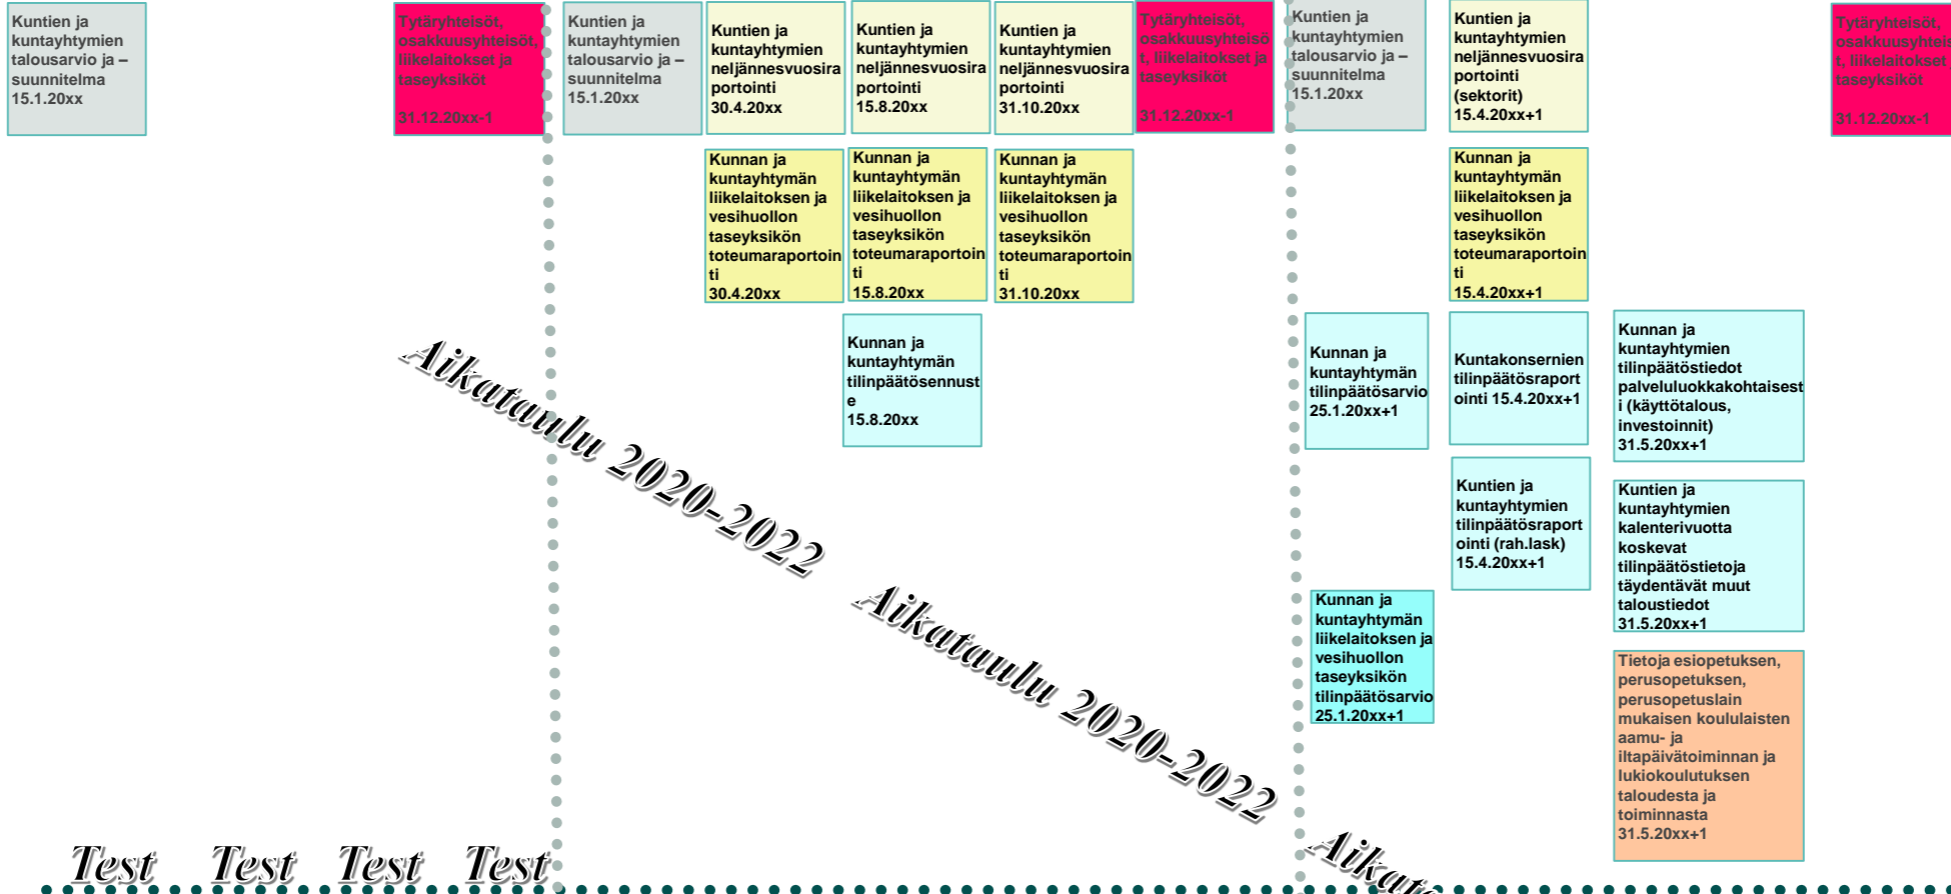 Kuntien ja
kuntayhtymien
talousarvio ja –
suunnitelma
15.1.20xx
Tytäryhteisöt,
osakkuusyhteisöt,
liikelaitokset ja
taseyksiköt
31.12.20xx-1
Kuntien ja
kuntayhtymien
talousarvio ja –
suunnitelma
15.1.20xx
Kuntien ja
kuntayhtymien
neljännesvuosira
portointi
30.4.20xx
Kuntien ja
kuntayhtymien
neljännesvuosira
portointi
15.8.20xx
Kuntien ja
kuntayhtymien
neljännesvuosira
portointi
31.10.20xx
Tytäryhteisöt,
osakkuusyhteisö
t, liikelaitokset ja
taseyksiköt
31.12.20xx-1
Kuntien ja
kuntayhtymien
talousarvio ja –
suunnitelma
15.1.20xx
Kuntien ja
kuntayhtymien
neljännesvuosira
portointi
(sektorit)
15.4.20xx+1
Tytäryhteisöt,
osakkuusyhteis
t, liikelaitokset
taseyksiköt
31.12.20xx-1
Kunnan ja
kuntayhtymän
liikelaitoksen ja
vesihuollon
taseyksikön
toteumaraportoin
ti
30.4.20xx
Kunnan ja
kuntayhtymän
liikelaitoksen ja
vesihuollon
taseyksikön
toteumaraportoin
ti
15.8.20xx
Kunnan ja
kuntayhtymän
liikelaitoksen ja
vesihuollon
taseyksikön
toteumaraportoin
ti
31.10.20xx
Kunnan ja
kuntayhtymän
liikelaitoksen ja
vesihuollon
taseyksikön
toteumaraportoin
ti
15.4.20xx+1
Kunnan ja
kuntayhtymän
tilinpäätösennust
e
15.8.20xx
Kunnan ja
kuntayhtymän
tilinpäätösarvio
25.1.20xx+1
Kuntakonsernien
tilinpäätösraport
ointi 15.4.20xx+1
Kunnan ja
kuntayhtymien
tilinpäätöstiedot
palveluluokkakohtaisest
i (käyttötalous,
investoinnit)
31.5.20xx+1
Aikataulu 2020-2022
Kuntien ja
kuntayhtymien
tilinpäätösraport
ointi (rah.lask)
15.4.20xx+1
Kuntien ja
kuntayhtymien
kalenterivuotta
koskevat
tilinpäätöstietoja
täydentävät muut
taloustiedot
31.5.20xx+1
Aikataulu 2020-2022
Kunnan ja
kuntayhtymän
liikelaitoksen ja
vesihuollon
taseyksikön
tilinpäätösarvio
25.1.20xx+1
Tietoja esiopetuksen,
perusopetuksen,
perusopetuslain
mukaisen koululaisten
aamu- ja
iltapäivätoiminnan ja
lukiokoulutuksen
taloudesta ja
toiminnasta
31.5.20xx+1
Test Test Test Test
Aikata